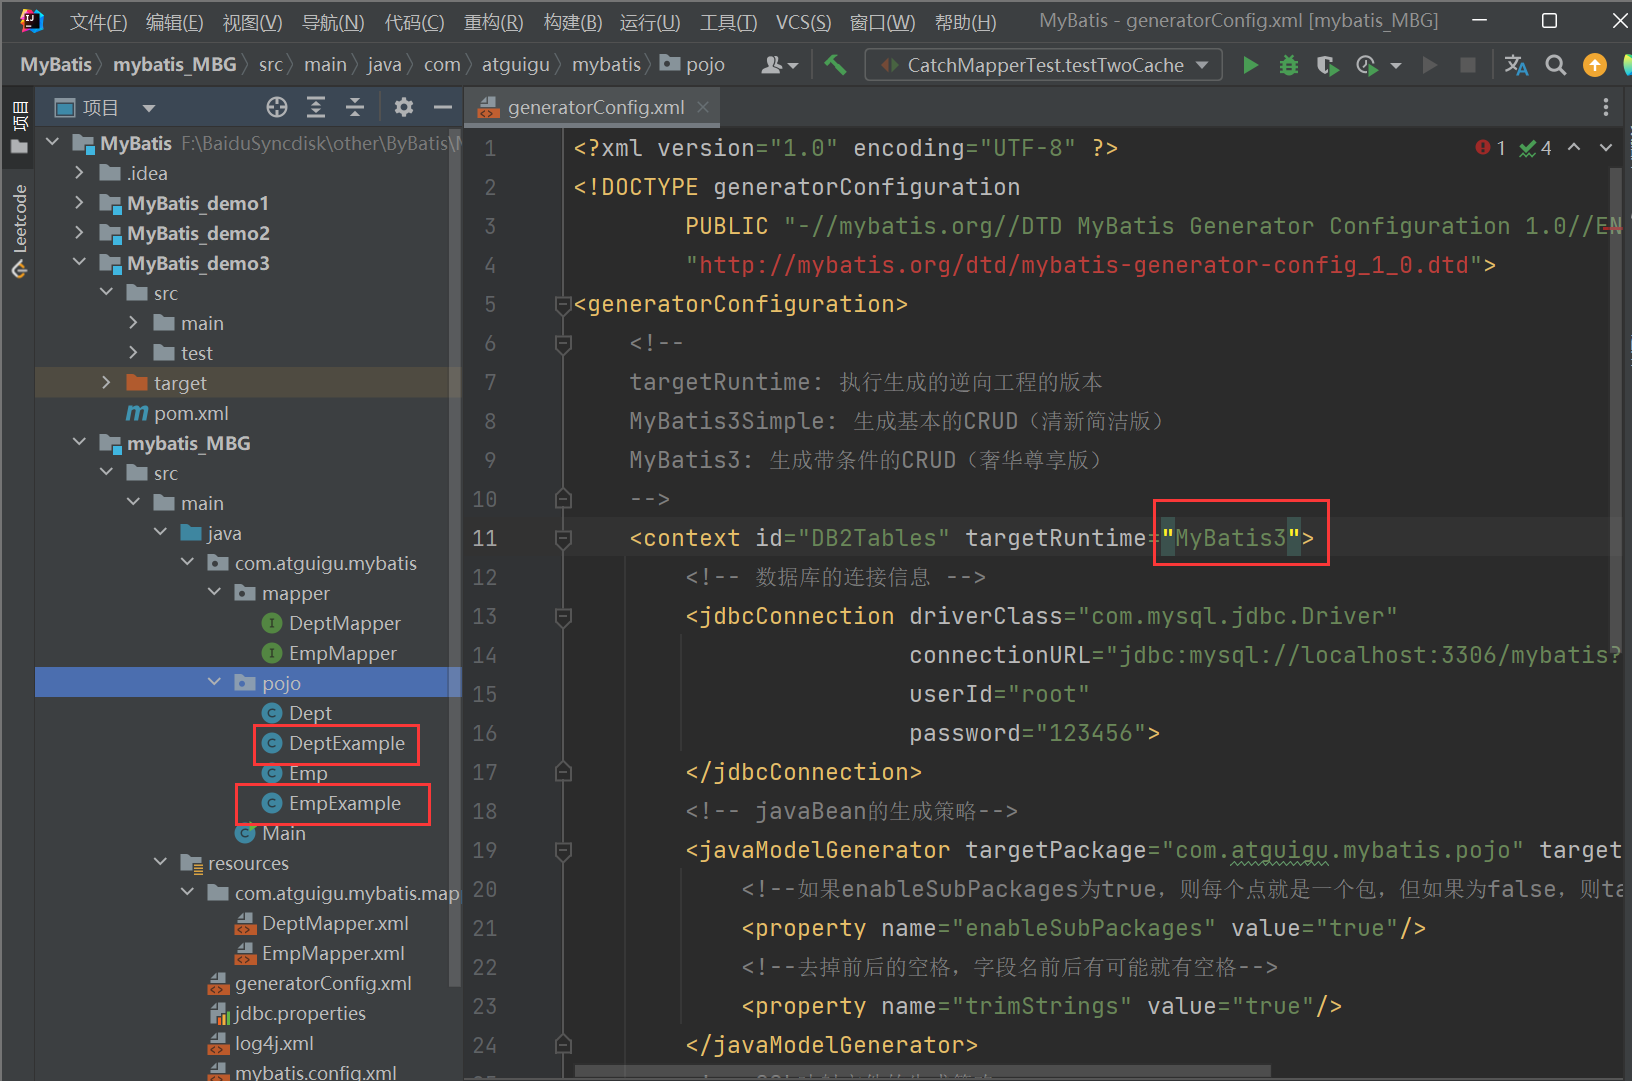 文件(F) 编辑(E) 视图(V) 导航(N) 代码(C) 重构(R) 构建(B) 运行(U) 工具(T) VCS(S) 窗口(W) 帮助(H) MyBatis - generatorConfig.xml [mybatis_MBG]
MyBatis mybatis_MBG src main java com atguigu mybatis pojo CatchMapperTest.testTwoCache
项目
Leetcode
项目
MyBatis F:\BaiduSyncdisk\other\ByBatis\
.idea
MyBatis_demo1
MyBatis_demo2
MyBatis_demo3
src
main
test
target
pom.xml
mybatis_MBG
src
main
java
com.atguigu.mybatis
mapper
DeptMapper
EmpMapper
pojo
Dept
DeptExample
Emp
EmpExample
Main
resources
com.atguigu.mybatis.map
DeptMapper.xml
EmpMapper.xml
generatorConfig.xml
jdbc.properties
log4j.xml
mybatis.config.xml
generatorConfig.xml
1 4
1 <?xml version="1.0" encoding="UTF-8" ?>
2 <!DOCTYPE generatorConfiguration
3 PUBLIC "-//mybatis.org//DTD MyBatis Generator Configuration 1.0//EN
4 "http://mybatis.org/dtd/mybatis-generator-config_1_0.dtd">
5 <generatorConfiguration>
6 <!--
7 targetRuntime: 执行生成的逆向工程的版本
8 MyBatis3Simple: 生成基本的CRUD（清新简洁版）
9 MyBatis3: 生成带条件的CRUD（奢华尊享版）
10 -->
11 <context id="DB2Tables" targetRuntime="MyBatis3">
12 <!-- 数据库的连接信息 -->
13 <jdbcConnection driverClass="com.mysql.jdbc.Driver"
14 connectionURL="jdbc:mysql://localhost:3306/mybatis?
15 userId="root"
16 password="123456">
17 </jdbcConnection>
18 <!-- javaBean的生成策略-->
19 <javaModelGenerator targetPackage="com.atguigu.mybatis.pojo" target
20 <!--如果enableSubPackages为true，则每个点就是一个包，但如果为false，则ta
21 <property name="enableSubPackages" value="true"/>
22 <!--去掉前后的空格，字段名前后有可能就有空格-->
23 <property name="trimStrings" value="true"/>
24 </javaModelGenerator>